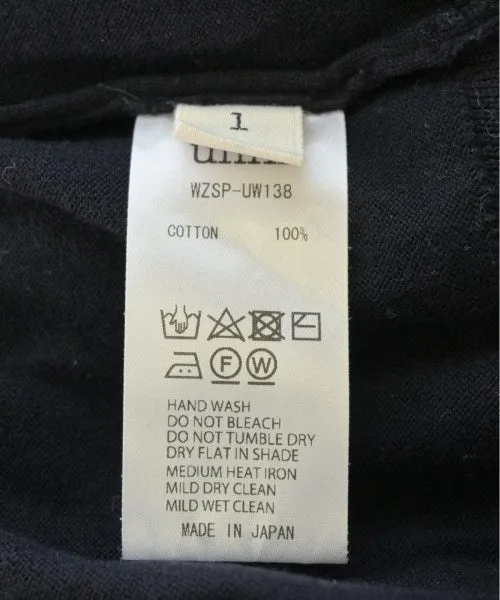 1
WZSP-UW138
COTTON 100%
F W
HAND WASH
DO NOT BLEACH
DO NOT TUMBLE DRY
DRY FLAT IN SHADE
MEDIUM HEAT IRON
MILD DRY CLEAN
MILD WET CLEAN
MADE IN JAPAN